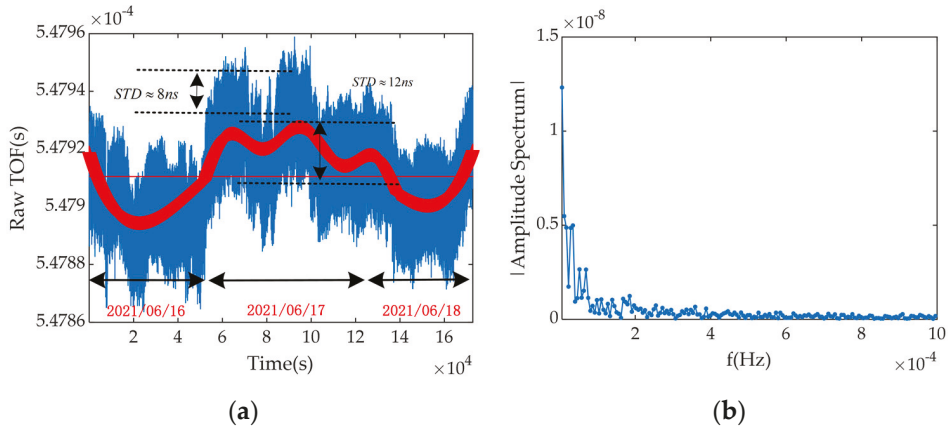 ×10⁻⁴
5.4796
5.4794
5.4792
5.479
5.4788
5.4786
Raw TOF(s)
STD ≈ 8ns
STD ≈ 12ns
2021/06/16
2021/06/17
2021/06/18
2 4 6 8 10 12 14 16
Time(s)
×10⁴
(a)
×10⁻⁸
1.5
1
0.5
0
|Amplitude Spectrum|
2 4 6 8 10
f(Hz)
×10⁻⁴
(b)